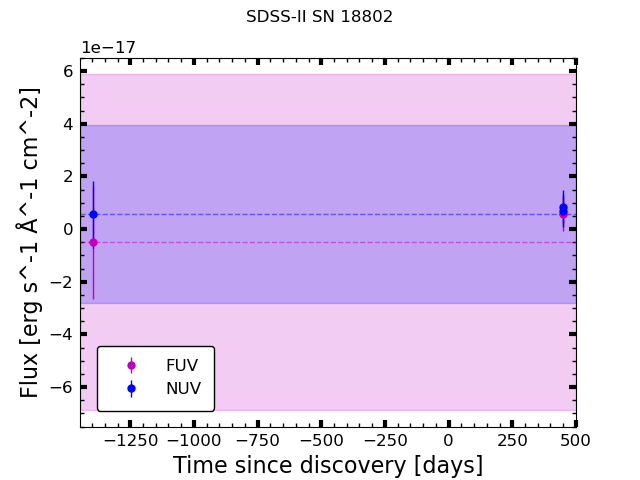 SDSS-II SN 18802
1e−17
6
4
2
0
−2
−4
−6
Flux [erg s^-1 Å^-1 cm^-2]
FUV
NUV
−1250 −1000 −750 −500 −250 0 250 500
Time since discovery [days]